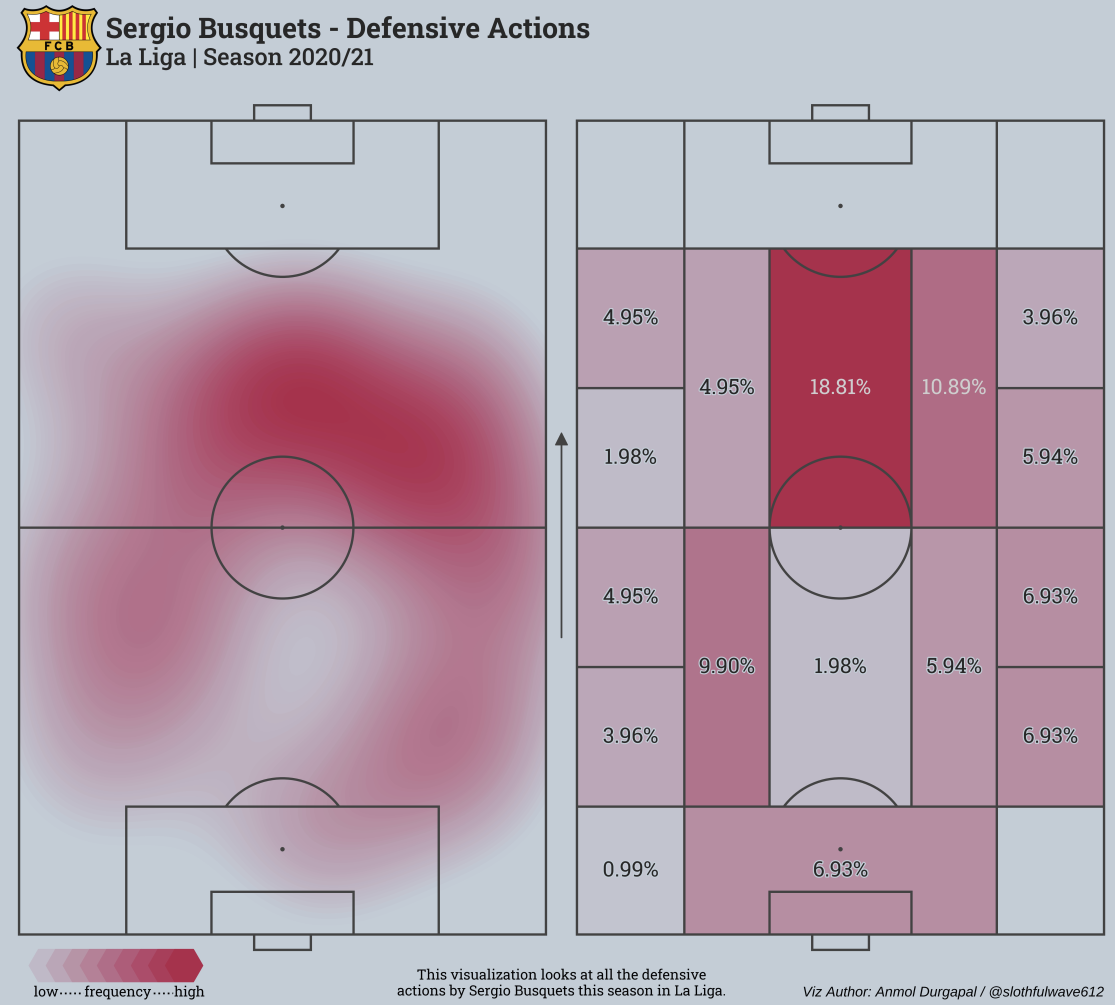 FCB
Sergio Busquets - Defensive Actions
La Liga | Season 2020/21
4.95%
3.96%
4.95%
18.81%
10.89%
1.98%
5.94%
4.95%
6.93%
9.90%
1.98%
5.94%
3.96%
6.93%
0.99%
6.93%
low····· frequency·····high
This visualization looks at all the defensive
actions by Sergio Busquets this season in La Liga.
Viz Author: Anmol Durgapal / @slothfulwave612